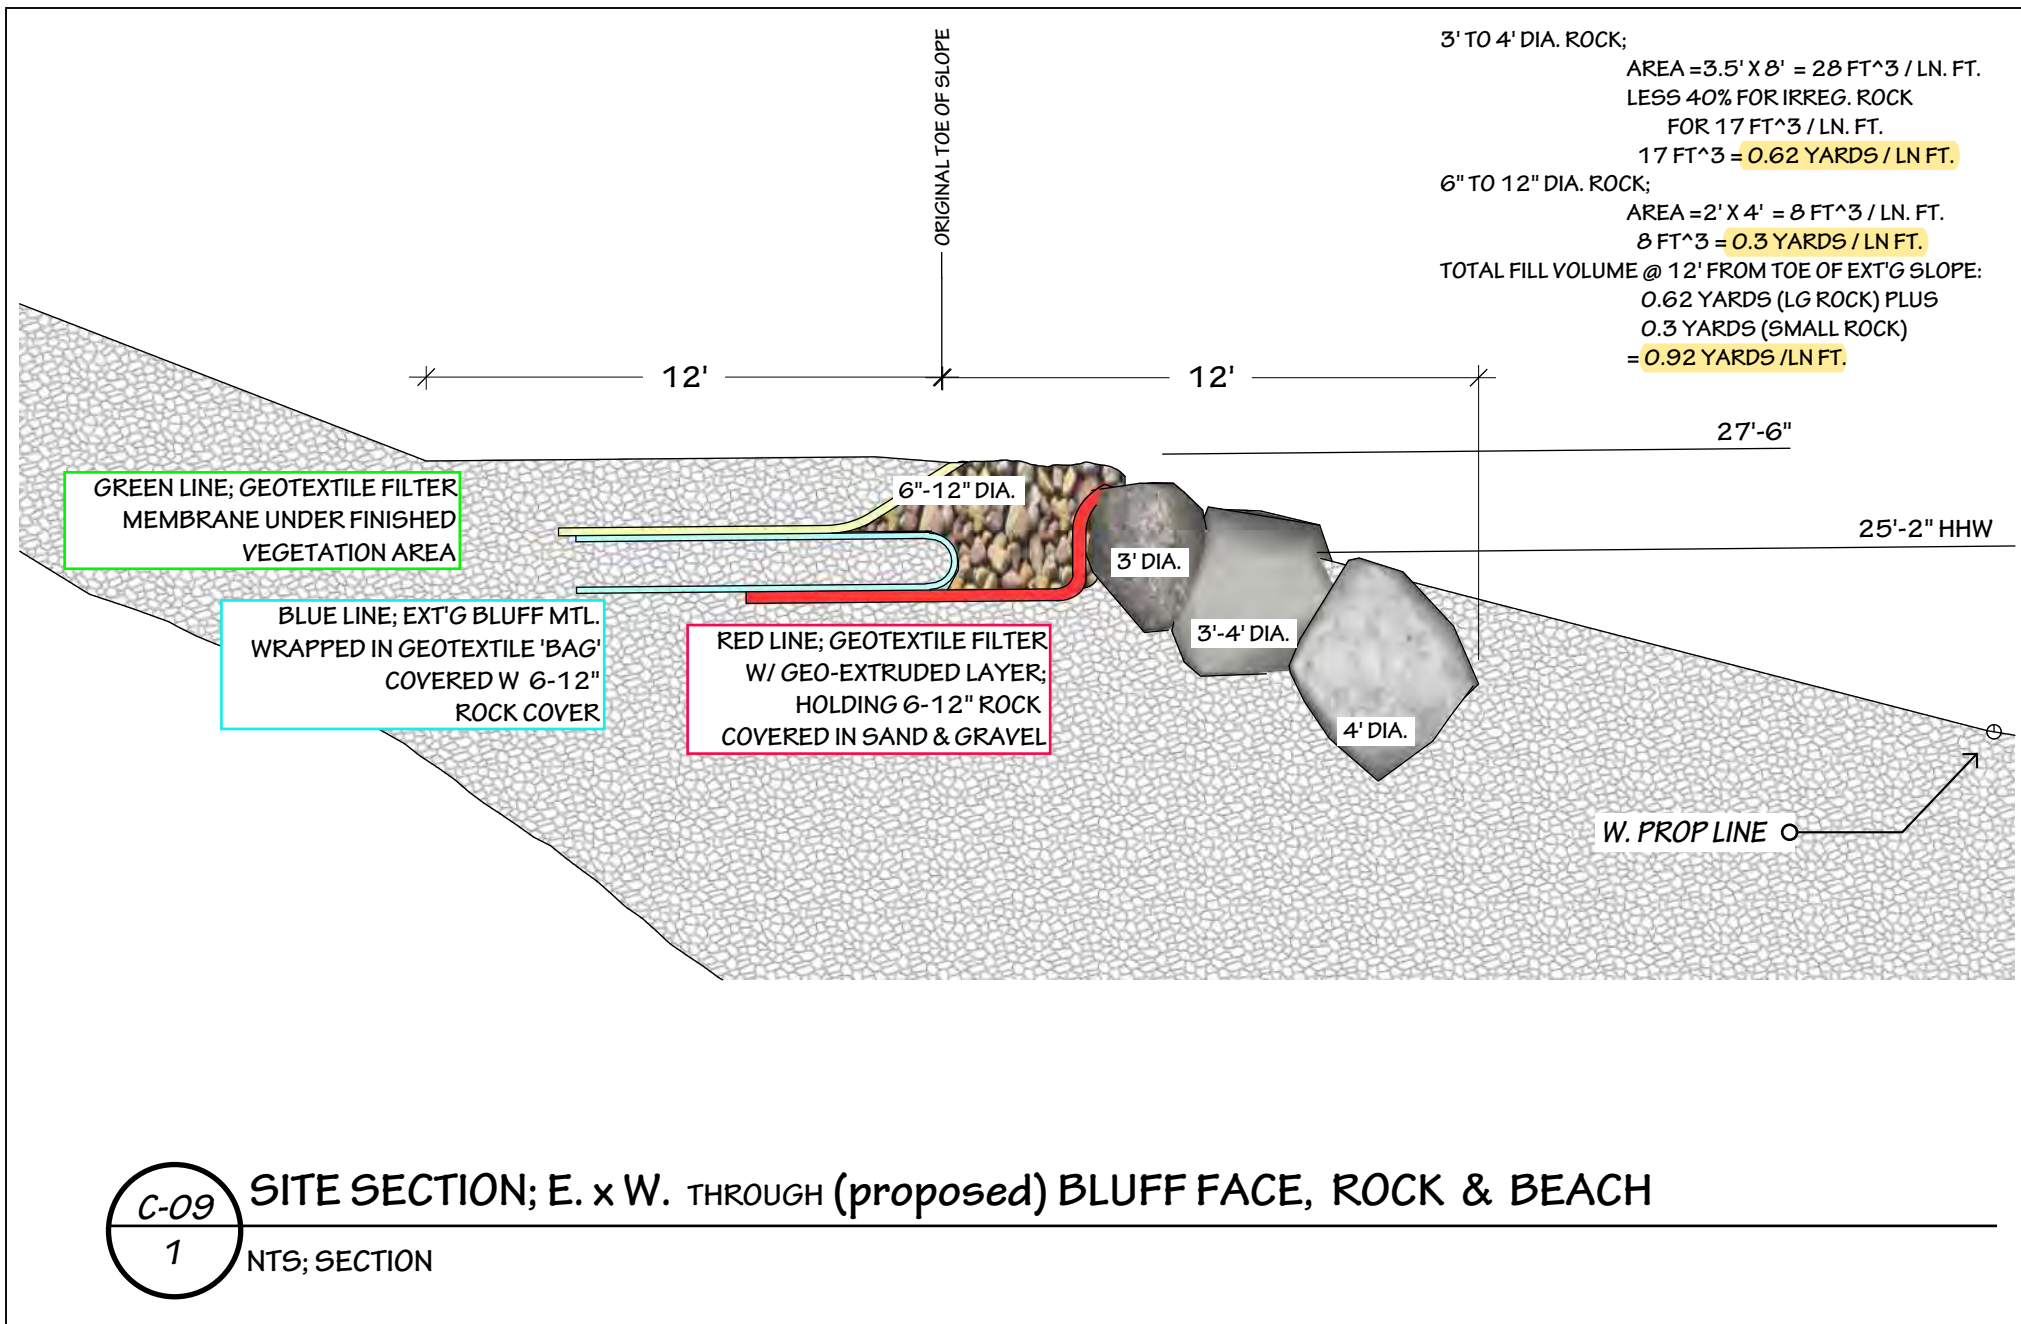 ORIGINAL TOE OF SLOPE
3' TO 4' DIA. ROCK;
AREA =3.5' X 8' = 28 FT^3 / LN. FT.
LESS 40% FOR IRREG. ROCK
FOR 17 FT^3 / LN. FT.
17 FT^3 = 0.62 YARDS / LN FT.
6" TO 12" DIA. ROCK;
AREA =2' X 4' = 8 FT^3 / LN. FT.
8 FT^3 = 0.3 YARDS / LN FT.
TOTAL FILL VOLUME @ 12' FROM TOE OF EXT'G SLOPE:
0.62 YARDS (LG ROCK) PLUS
0.3 YARDS (SMALL ROCK)
= 0.92 YARDS /LN FT.
12'
12'
27'-6"
25'-2" HHW
GREEN LINE; GEOTEXTILE FILTER
MEMBRANE UNDER FINISHED
VEGETATION AREA
6"-12" DIA.
3' DIA.
3'-4' DIA.
4' DIA.
BLUE LINE; EXT'G BLUFF MTL.
WRAPPED IN GEOTEXTILE 'BAG'
COVERED W 6-12"
ROCK COVER
RED LINE; GEOTEXTILE FILTER
W/ GEO-EXTRUDED LAYER;
HOLDING 6-12" ROCK
COVERED IN SAND & GRAVEL
W. PROP LINE
C-09
1
SITE SECTION; E. x W. THROUGH (proposed) BLUFF FACE, ROCK & BEACH
NTS; SECTION